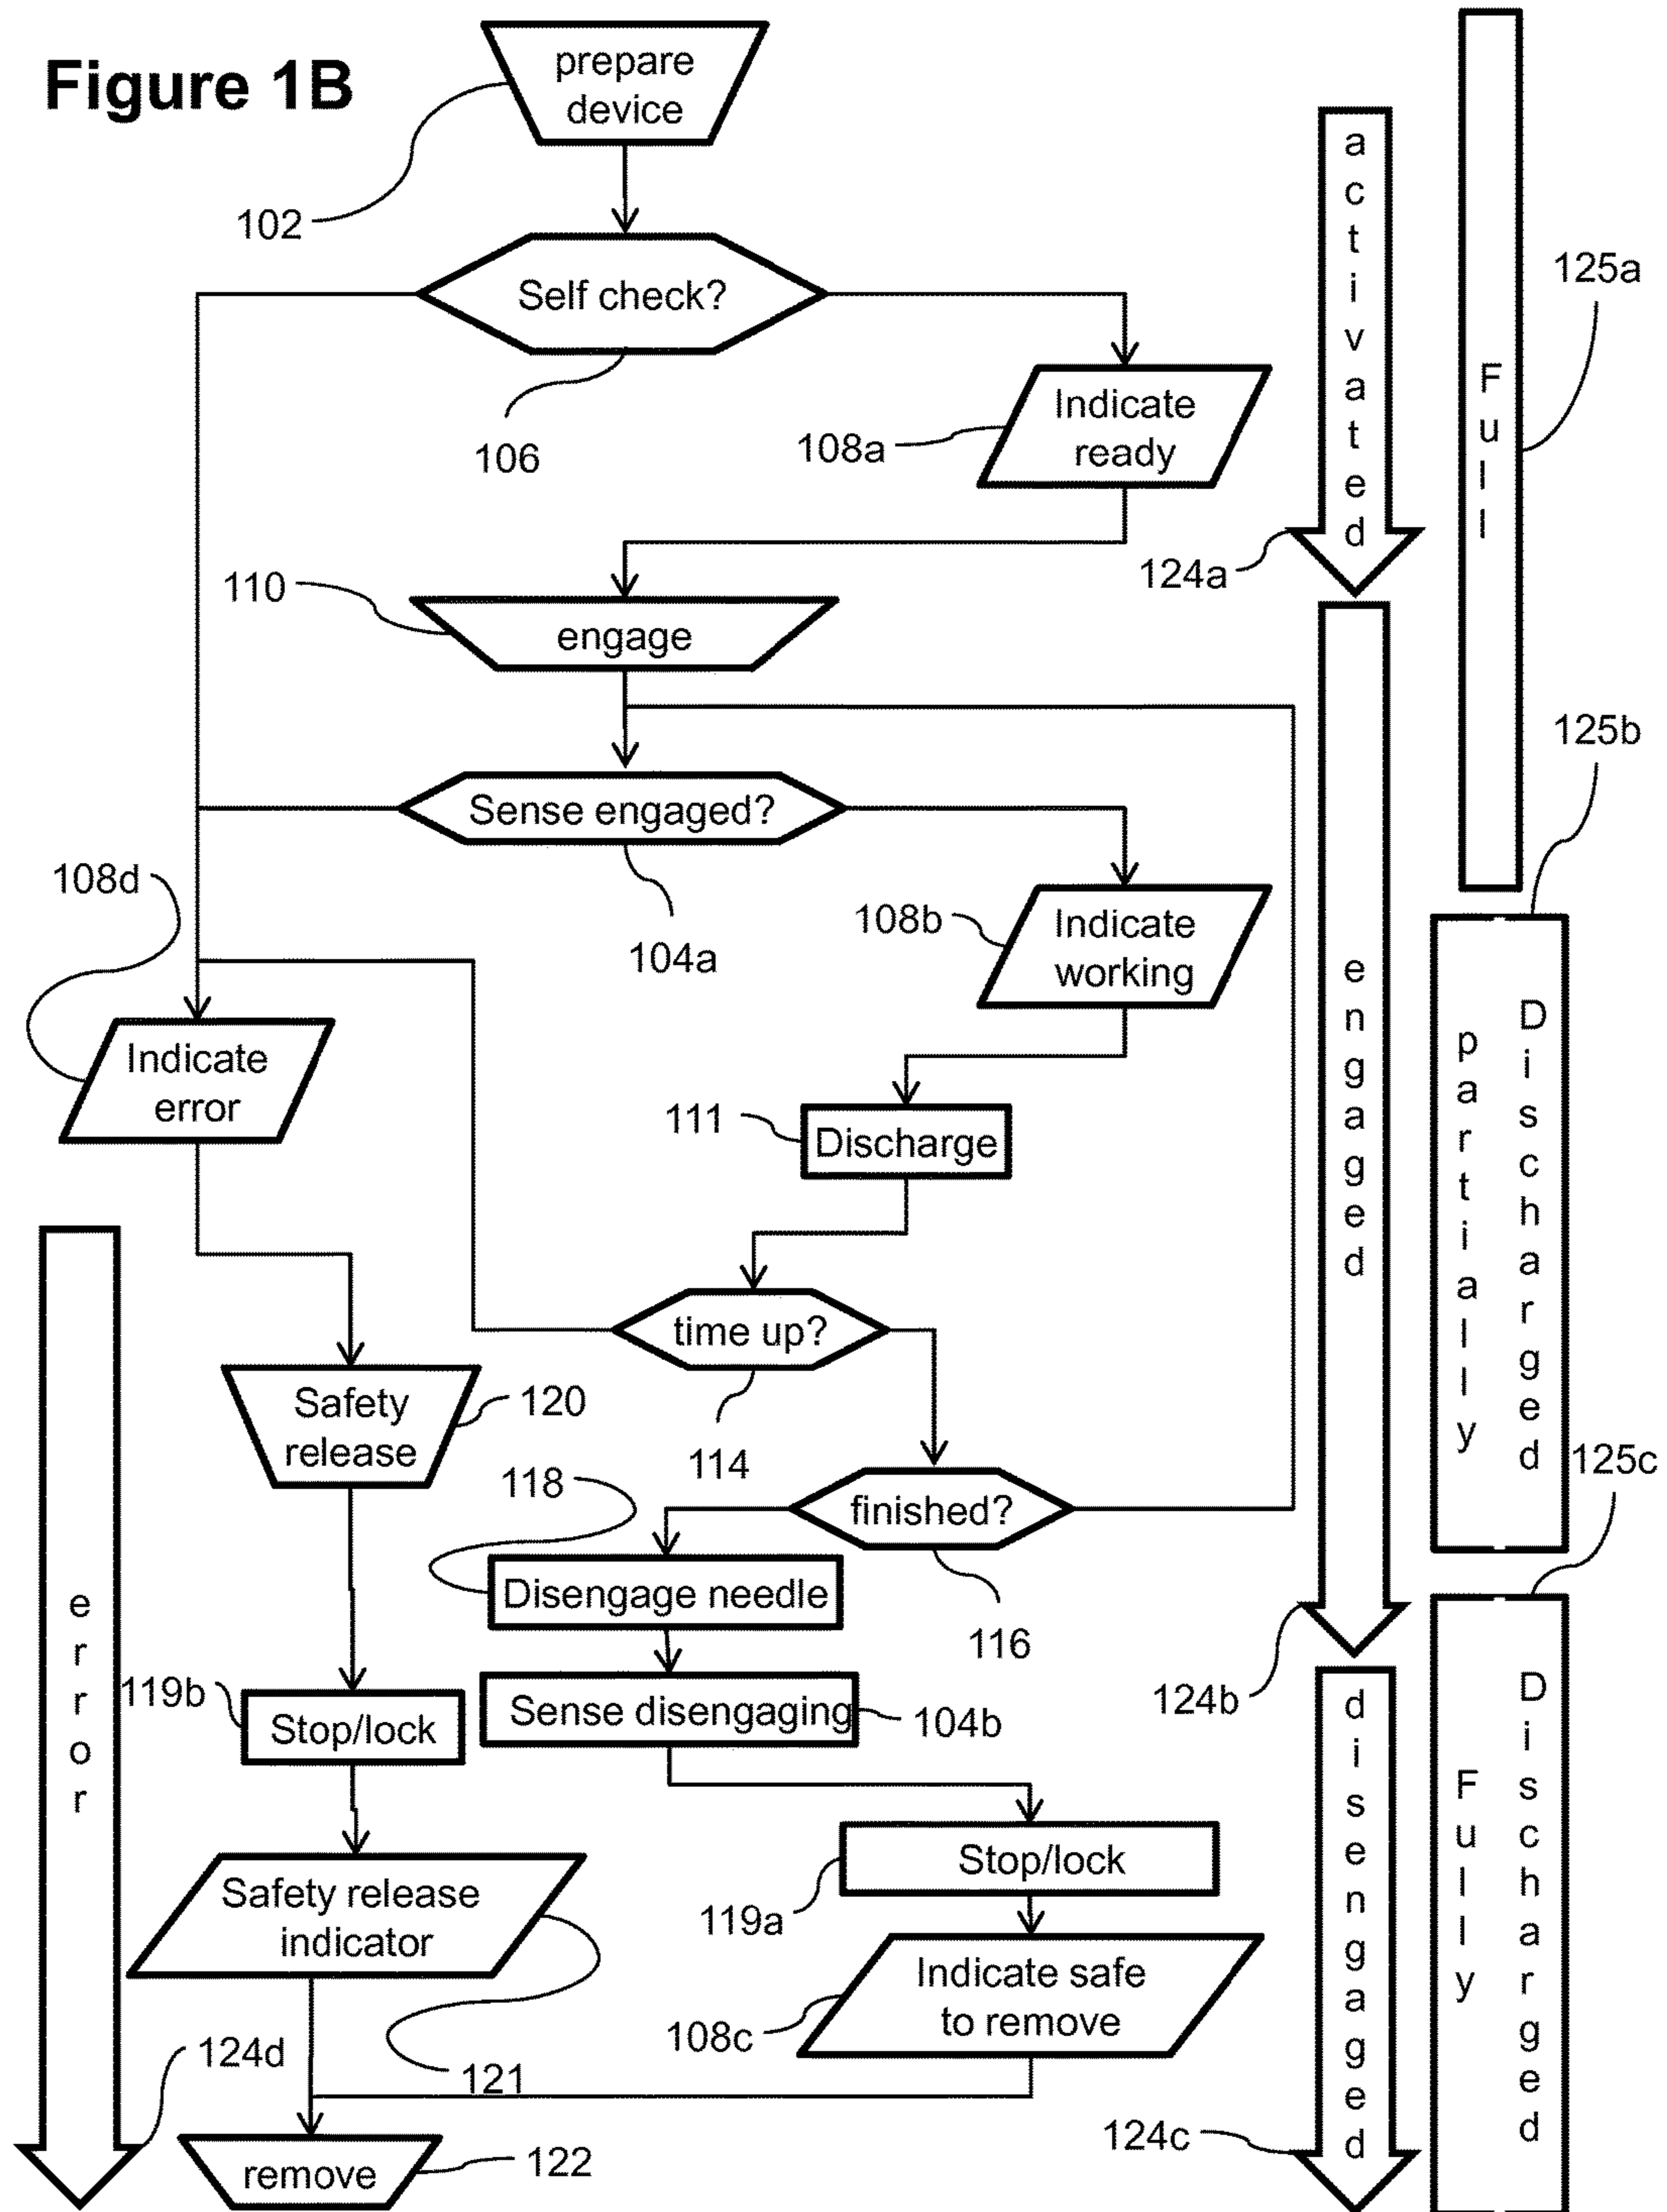 Figure 1B
prepare
device
102
Self check?
106
Indicate
ready
108a
activated
124a
Full
125a
110
engage
Sense engaged?
104a
108d
Indicate
working
108b
125b
engaged
partially
Discharged
Indicate
error
111
Discharge
time up?
114
Safety
release
120
118
finished?
116
125c
Disengage needle
124b
error
119b
Stop/lock
Sense disengaging
104b
disengaged
Fully
Discharged
Stop/lock
119a
Safety release
indicator
Indicate safe
to remove
108c
124d
121
124c
remove
122